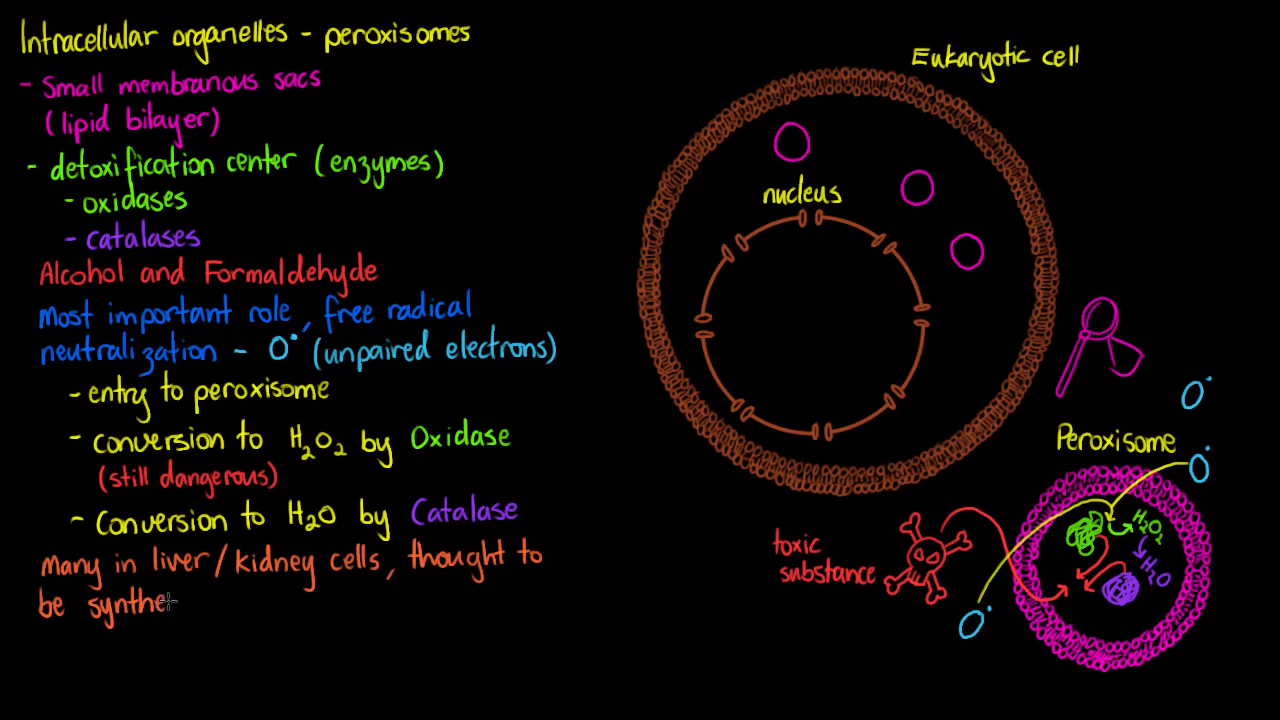 Intracellular organelles - peroxisomes
- Small membranous sacs
(lipid bilayer)
- detoxification center (enzymes)
- oxidases
- catalases
Alcohol and Formaldehyde
Most important role, free radical
neutralization - O• (unpaired electrons)
- entry to peroxisome
- conversion to H₂O₂ by Oxidase
(still dangerous)
- Conversion to H₂O by Catalase
Many in liver/kidney cells, thought to
be synthe
Eukaryotic cell
nucleus
O•
Peroxisome
O•
H₂O₂
H₂O
toxic
substance
O•